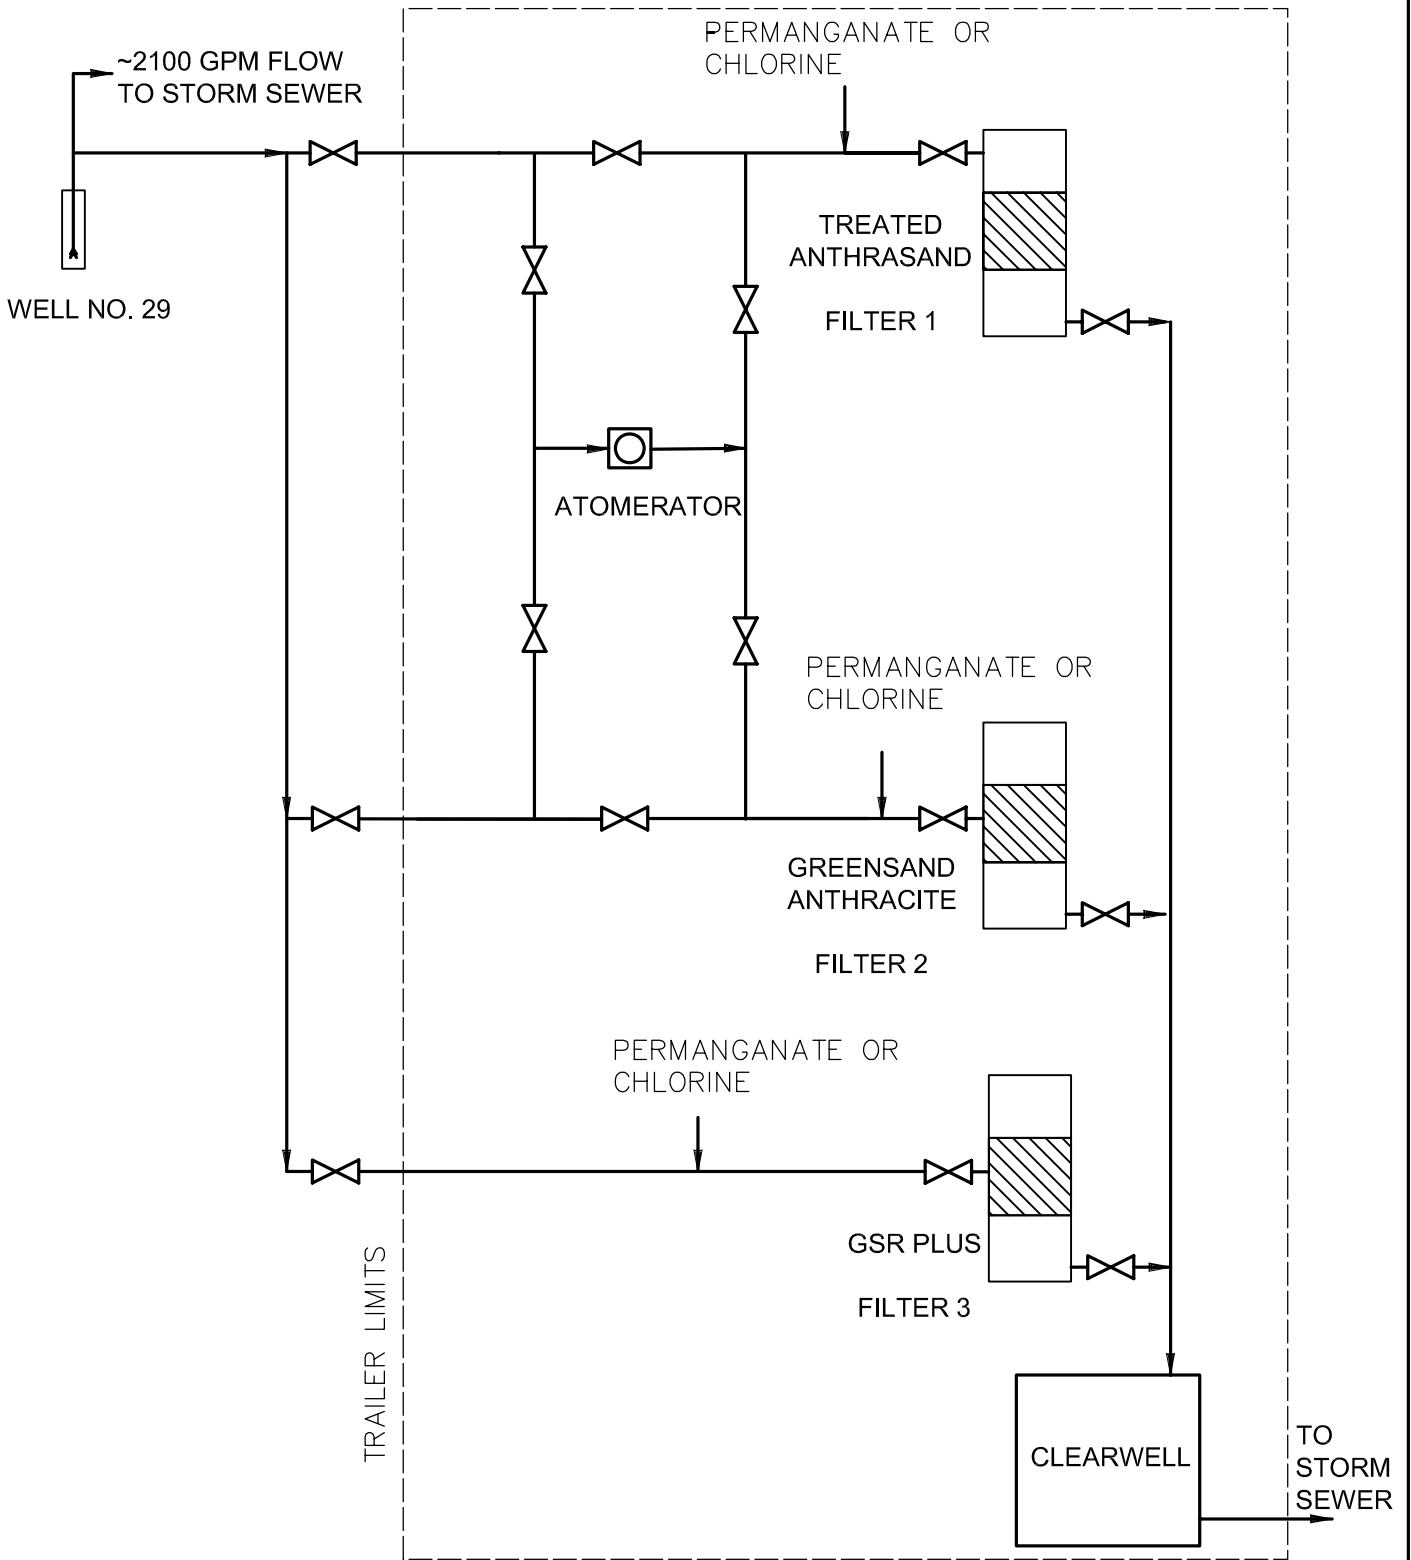 PERMANGANATE OR
CHLORINE
~2100 GPM FLOW
TO STORM SEWER
WELL NO. 29
TREATED
ANTHRASAND
FILTER 1
ATOMERATOR
PERMANGANATE OR
CHLORINE
GREENSAND
ANTHRACITE
FILTER 2
PERMANGANATE OR
CHLORINE
GSR PLUS
FILTER 3
TRAILER LIMITS
CLEARWELL
TO
STORM
SEWER